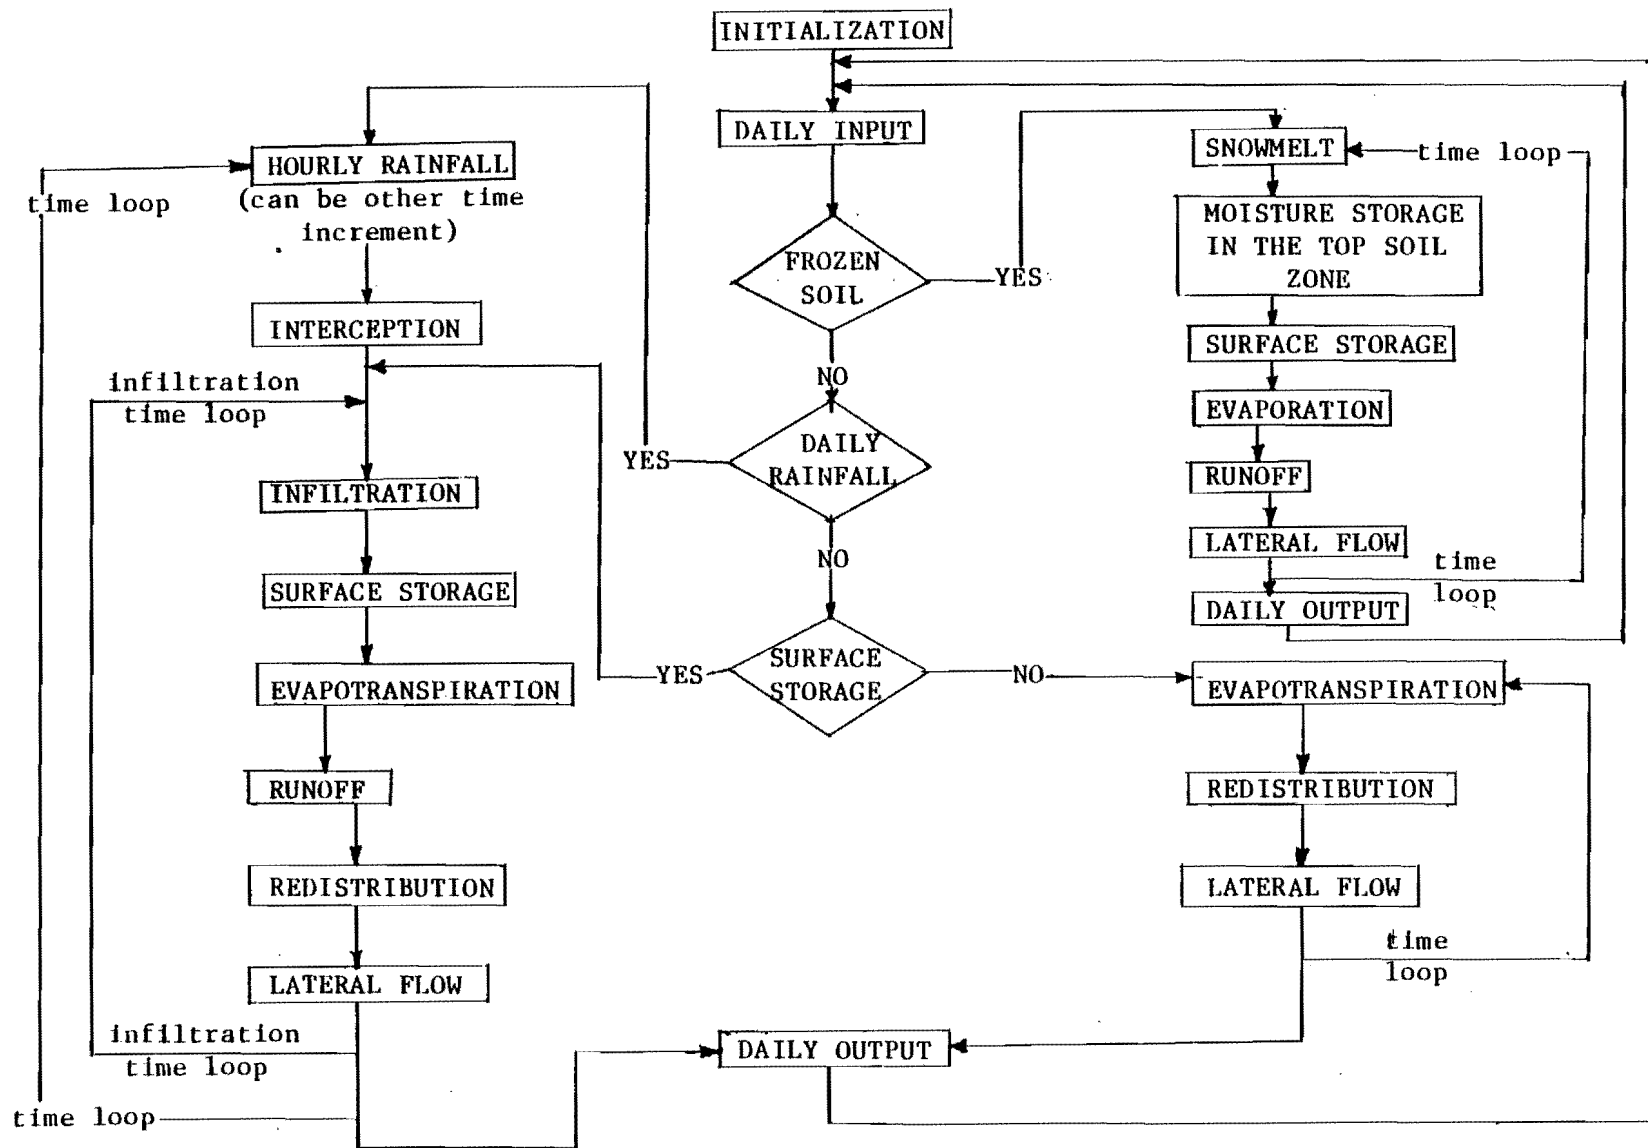 INITIALIZATION
DAILY INPUT
FROZEN
SOIL
YES
NO
DAILY
RAINFALL
YES
NO
SURFACE
STORAGE
YES
NO
HOURLY RAINFALL
(can be other time
increment)
time loop
INTERCEPTION
infiltration
time loop
INFILTRATION
SURFACE STORAGE
EVAPOTRANSPIRATION
RUNOFF
REDISTRIBUTION
LATERAL FLOW
infiltration
time loop
time loop
SNOWMELT
time loop
MOISTURE STORAGE
IN THE TOP SOIL
ZONE
SURFACE STORAGE
EVAPORATION
RUNOFF
LATERAL FLOW
time
loop
DAILY OUTPUT
EVAPOTRANSPIRATION
REDISTRIBUTION
LATERAL FLOW
time
loop
DAILY OUTPUT